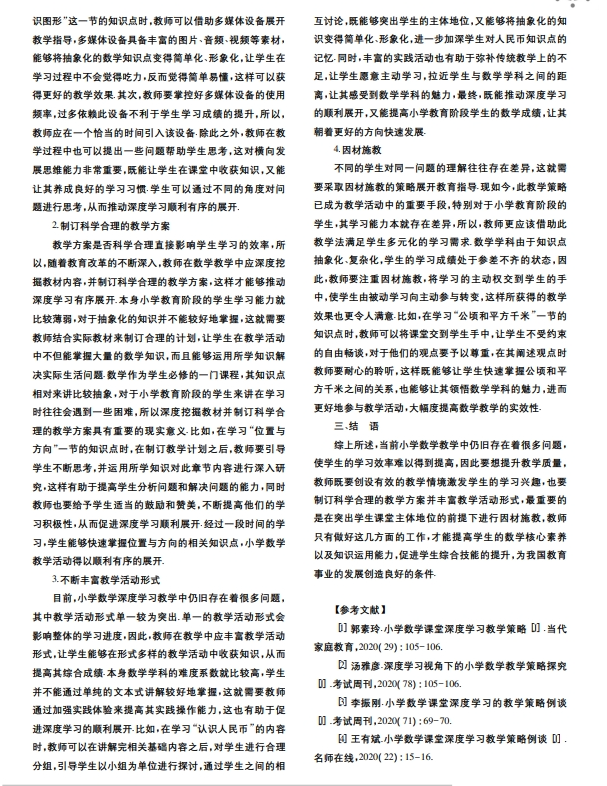 识图形”这一节的知识点时,教师可以借助多媒体设备展开
教学指导,多媒体设备具备丰富的图片、音频、视频等素材,
能够将抽象化的数学知识点变得简单化、形象化,让学生在
学习过程中不会觉得吃力,反而觉得简单易懂,这样可以获
得更好的教学效果.其次,教师要掌控好多媒体设备的使用
频率,过多依赖此设备不利于学生学习成绩的提升,所以,
教师应在一个恰当的时间引入该设备.除此之外,教师在教
学过程中也可以提出一些问题帮助学生思考,这对横向发
展思维能力非常重要,既能让学生在课堂中收获知识,又能
让其养成良好的学习习惯.学生可以通过不同的角度对问
题进行思考,从而推动深度学习顺利有序的展开.
2.制订科学合理的教学方案
教学方案是否科学合理直接影响学生学习的效率,所
以,随着教育改革的不断深入,教师在数学教学中应深度挖
掘教材内容,并制订科学合理的教学方案,这样才能够推动
深度学习有序展开.本身小学教育阶段的学生学习能力就
比较薄弱,对于抽象化的知识并不能较好地掌握,这就需要
教师结合实际教材来制订合理的计划,让学生在教学活动
中不但能掌握大量的数学知识,而且能够运用所学知识解
决实际生活问题.数学作为学生必修的一门课程,其知识点
相对来讲比较抽象,对于小学教育阶段的学生来讲在学习
时往往会遇到一些困难,所以深度挖掘教材并制订科学合
理的教学方案具有重要的现实意义.比如,在学习“位置与
方向”一节的知识点时,在制订教学计划之后,教师要引导
学生不断思考,并运用所学知识对此章节内容进行深入研
究,这样有助于提高学生分析问题和解决问题的能力,同时
教师也要给予学生适当的鼓励和赞美,不断提高他们的学
习积极性,从而促进深度学习顺利展开.经过一段时间的学
习,学生能够快速掌握位置与方向的相关知识点,小学数学
教学活动得以顺利有序的展开.
3.不断丰富教学活动形式
目前,小学数学深度学习教学中仍旧存在着很多问题,
其中教学活动形式单一较为突出.单一的教学活动形式会
影响整体的学习进度,因此,教师在教学中应丰富教学活动
形式,让学生能够在形式多样的教学活动中收获知识,从而
提高其综合成绩.本身数学学科的难度系数就比较高,学生
并不能通过单纯的文本式讲解较好地掌握,这就需要教师
通过加强实践体验来提高其实践操作能力,这也有助于促
进深度学习的顺利展开.比如,在学习“认识人民币”的内容
时,教师可以在讲解完相关基础内容之后,对学生进行合理
分组,引导学生以小组为单位进行探讨,通过学生之间的相
互讨论,既能够突出学生的主体地位,又能够将抽象化的知
识变得简单化、形象化,进一步加深学生对人民币知识点的
记忆.同时,丰富的实践活动也有助于弥补传统教学上的不
足,让学生愿意主动学习,拉近学生与数学学科之间的距
离,让其感受到数学学科的魅力,最终,既能推动深度学习
的顺利展开,又能提高小学教育阶段学生的数学成绩,让其
朝着更好的方向快速发展.
4.因材施教
不同的学生对同一问题的理解往往存在差异,这就需
要采取因材施教的策略展开教育指导.现如今,此教学策略
已成为教学活动中的重要手段,特别对于小学教育阶段的
学生,其学习能力本就存在差异,所以,教师更应该借助此
教学法满足学生多元化的学习需求.数学学科由于知识点
抽象化、复杂化,学生的学习成绩处于参差不齐的状态,因
此,教师要注重因材施教,将学习的主动权交到学生的手
中,使学生由被动学习向主动参与转变,这样所获得的教学
效果也更令人满意.比如,在学习“公顷和平方千米”一节的
知识点时,教师可以将课堂交到学生手中,让学生不受约束
的自由畅谈,对于他们的观点要予以尊重,在其阐述观点时
教师要耐心的聆听,这样既能够让学生快速掌握公顷和平
方千米之间的关系,也能够让其领悟数学学科的魅力,进而
更好地参与教学活动,大幅度提高数学教学的实效性.
三、结 语
综上所述,当前小学数学教学中仍旧存在着很多问题,
使学生的学习效率难以得到提高,因此要想提升教学质量,
教师既要创设有效的教学情境激发学生的学习兴趣,也要
制订科学合理的教学方案并丰富教学活动形式,最重要的
是在突出学生课堂主体地位的前提下进行因材施教,教师
只有做好这几方面的工作,才能提高学生的数学核心素养
以及知识运用能力,促进学生综合技能的提升,为我国教育
事业的发展创造良好的条件.
【参考文献】
[1]郭素玲.小学数学课堂深度学习教学策略[J].当代
家庭教育,2020(29):105-106.
[2]汤雅彦.深度学习视角下的小学数学教学策略探究
[J].考试周刊,2020(78):105-106.
[3]李振刚.小学数学课堂深度学习的教学策略例谈
[J].考试周刊,2020(71):69-70.
[4]王有斌.小学数学课堂深度学习教学策略例谈[J].
名师在线,2020(22):15-16.